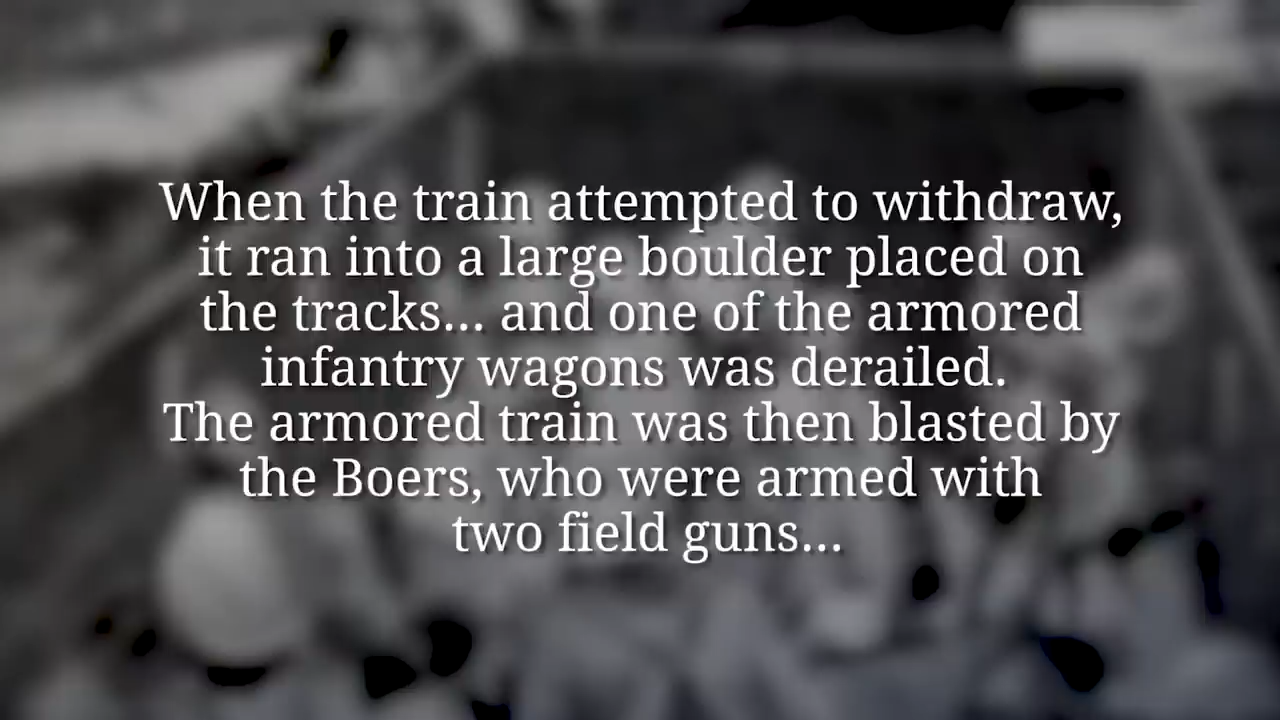 When the train attempted to withdraw,
it ran into a large boulder placed on
the tracks... and one of the armored
infantry wagons was derailed.
The armored train was then blasted by
the Boers, who were armed with
two field guns...